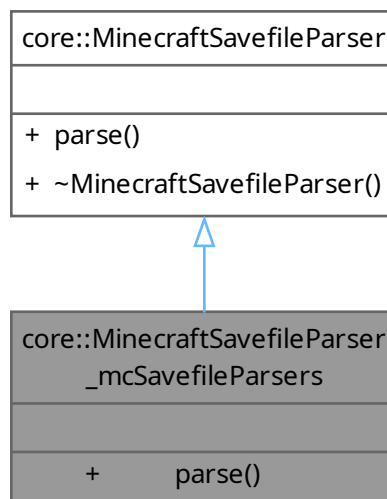 core::MinecraftSavefileParser
+ parse()
+ ~MinecraftSavefileParser()
core::MinecraftSavefileParser
_mcSavefileParsers
+ parse()